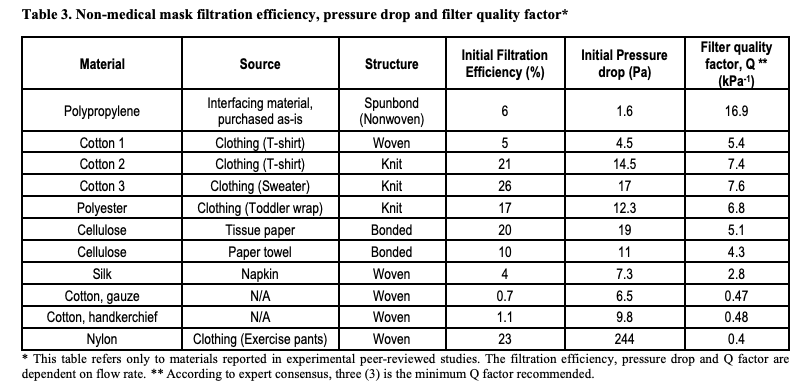 Table 3. Non-medical mask filtration efficiency, pressure drop and filter quality factor*
Material Source Structure Initial Filtration Efficiency (%) Initial Pressure drop (Pa) Filter quality factor, Q ** (kPa-1)
Polypropylene Interfacing material, purchased as-is Spunbond (Nonwoven) 6 1.6 16.9
Cotton 1 Clothing (T-shirt) Woven 5 4.5 5.4
Cotton 2 Clothing (T-shirt) Knit 21 14.5 7.4
Cotton 3 Clothing (Sweater) Knit 26 17 7.6
Polyester Clothing (Toddler wrap) Knit 17 12.3 6.8
Cellulose Tissue paper Bonded 20 19 5.1
Cellulose Paper towel Bonded 10 11 4.3
Silk Napkin Woven 4 7.3 2.8
Cotton, gauze N/A Woven 0.7 6.5 0.47
Cotton, handkerchief N/A Woven 1.1 9.8 0.48
Nylon Clothing (Exercise pants) Woven 23 244 0.4
* This table refers only to materials reported in experimental peer-reviewed studies. The filtration efficiency, pressure drop and Q factor are
dependent on flow rate. ** According to expert consensus, three (3) is the minimum Q factor recommended.